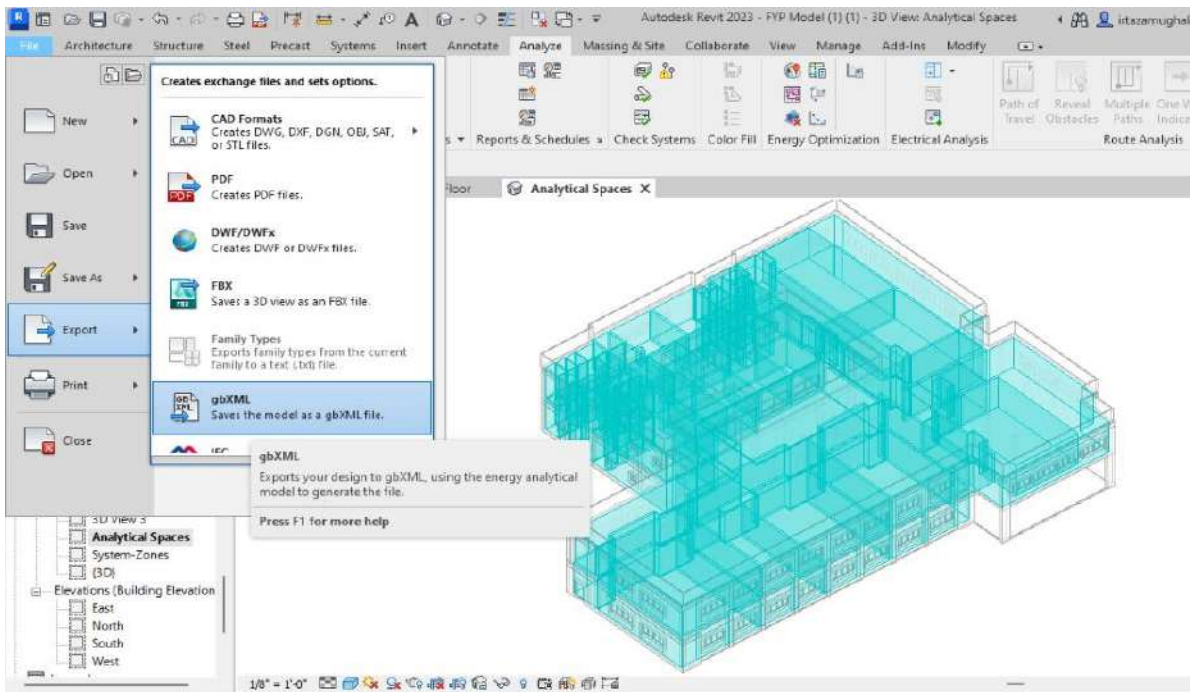 Autodesk Revit 2023 - FYP Model (1) (1) - 3D View: Analytical Spaces
irtazamughal
File Architecture Structure Steel Precast Systems Insert Annotate Analyze Massing & Site Collaborate View Manage Add-Ins Modify
Creates exchange files and sets options.
New
Open
Save
Save As
Export
Print
Close
CAD
CAD Formats
Creates DWG, DXF, DGN, OBJ, SAT,
or STL files.
PDF
PDF
Creates PDF files.
DWF/DWFx
Creates DWF or DWFx files.
FBX
Saves a 3D view as an FBX file.
Family Types
Exports family types from the current
family to a text (.txt) file.
gbXML
Saves the model as a gbXML file.
IFC
gbXML
Exports your design to gbXML, using the energy analytical
model to generate the file.
Press F1 for more help
Path of Travel
Reveal Obstacles
Multiple Paths
One W
Indica
s Reports & Schedules Check Systems Color Fill Energy Optimization Electrical Analysis Route Analysis
Floor
Analytical Spaces
3D View 3
Analytical Spaces
System-Zones
{3D}
Elevations (Building Elevation
East
North
South
West
1/8" = 1'-0"